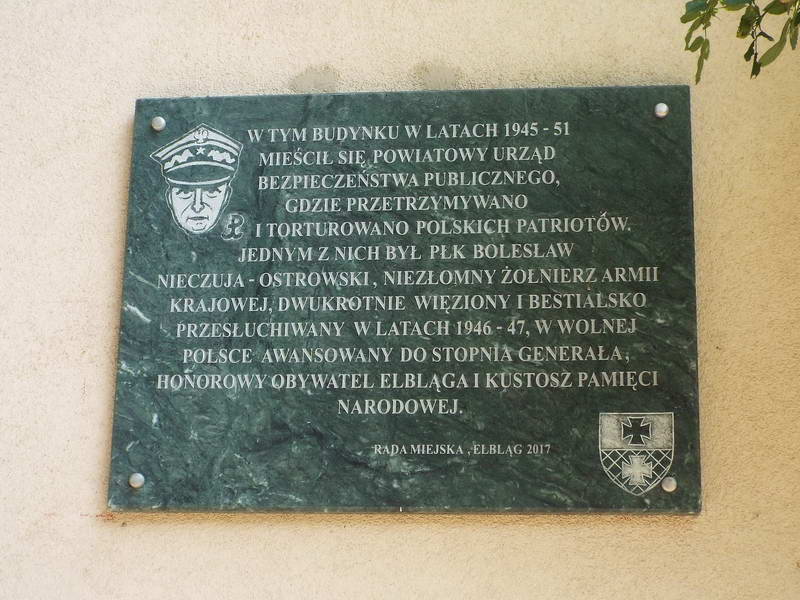 W TYM BUDYNKU W LATACH 1945 - 51
MIEŚCIŁ SIĘ POWIATOWY URZĄD
BEZPIECZEŃSTWA PUBLICZNEGO,
GDZIE PRZETRZYMYWANO
I TORTUROWANO POLSKICH PATRIOTÓW.
JEDNYM Z NICH BYŁ PŁK BOLESŁAW
NIECZUJA - OSTROWSKI, NIEZŁOMNY ŻOŁNIERZ ARMII
KRAJOWEJ, DWUKROTNIE WIĘZIONY I BESTIALSKO
PRZESŁUCHIWANY W LATACH 1946 - 47, W WOLNEJ
POLSCE AWANSOWANY DO STOPNIA GENERAŁA,
HONOROWY OBYWATEL ELBLĄGA I KUSTOSZ PAMIĘCI
NARODOWEJ.
RADA MIEJSKA, ELBLĄG 2017